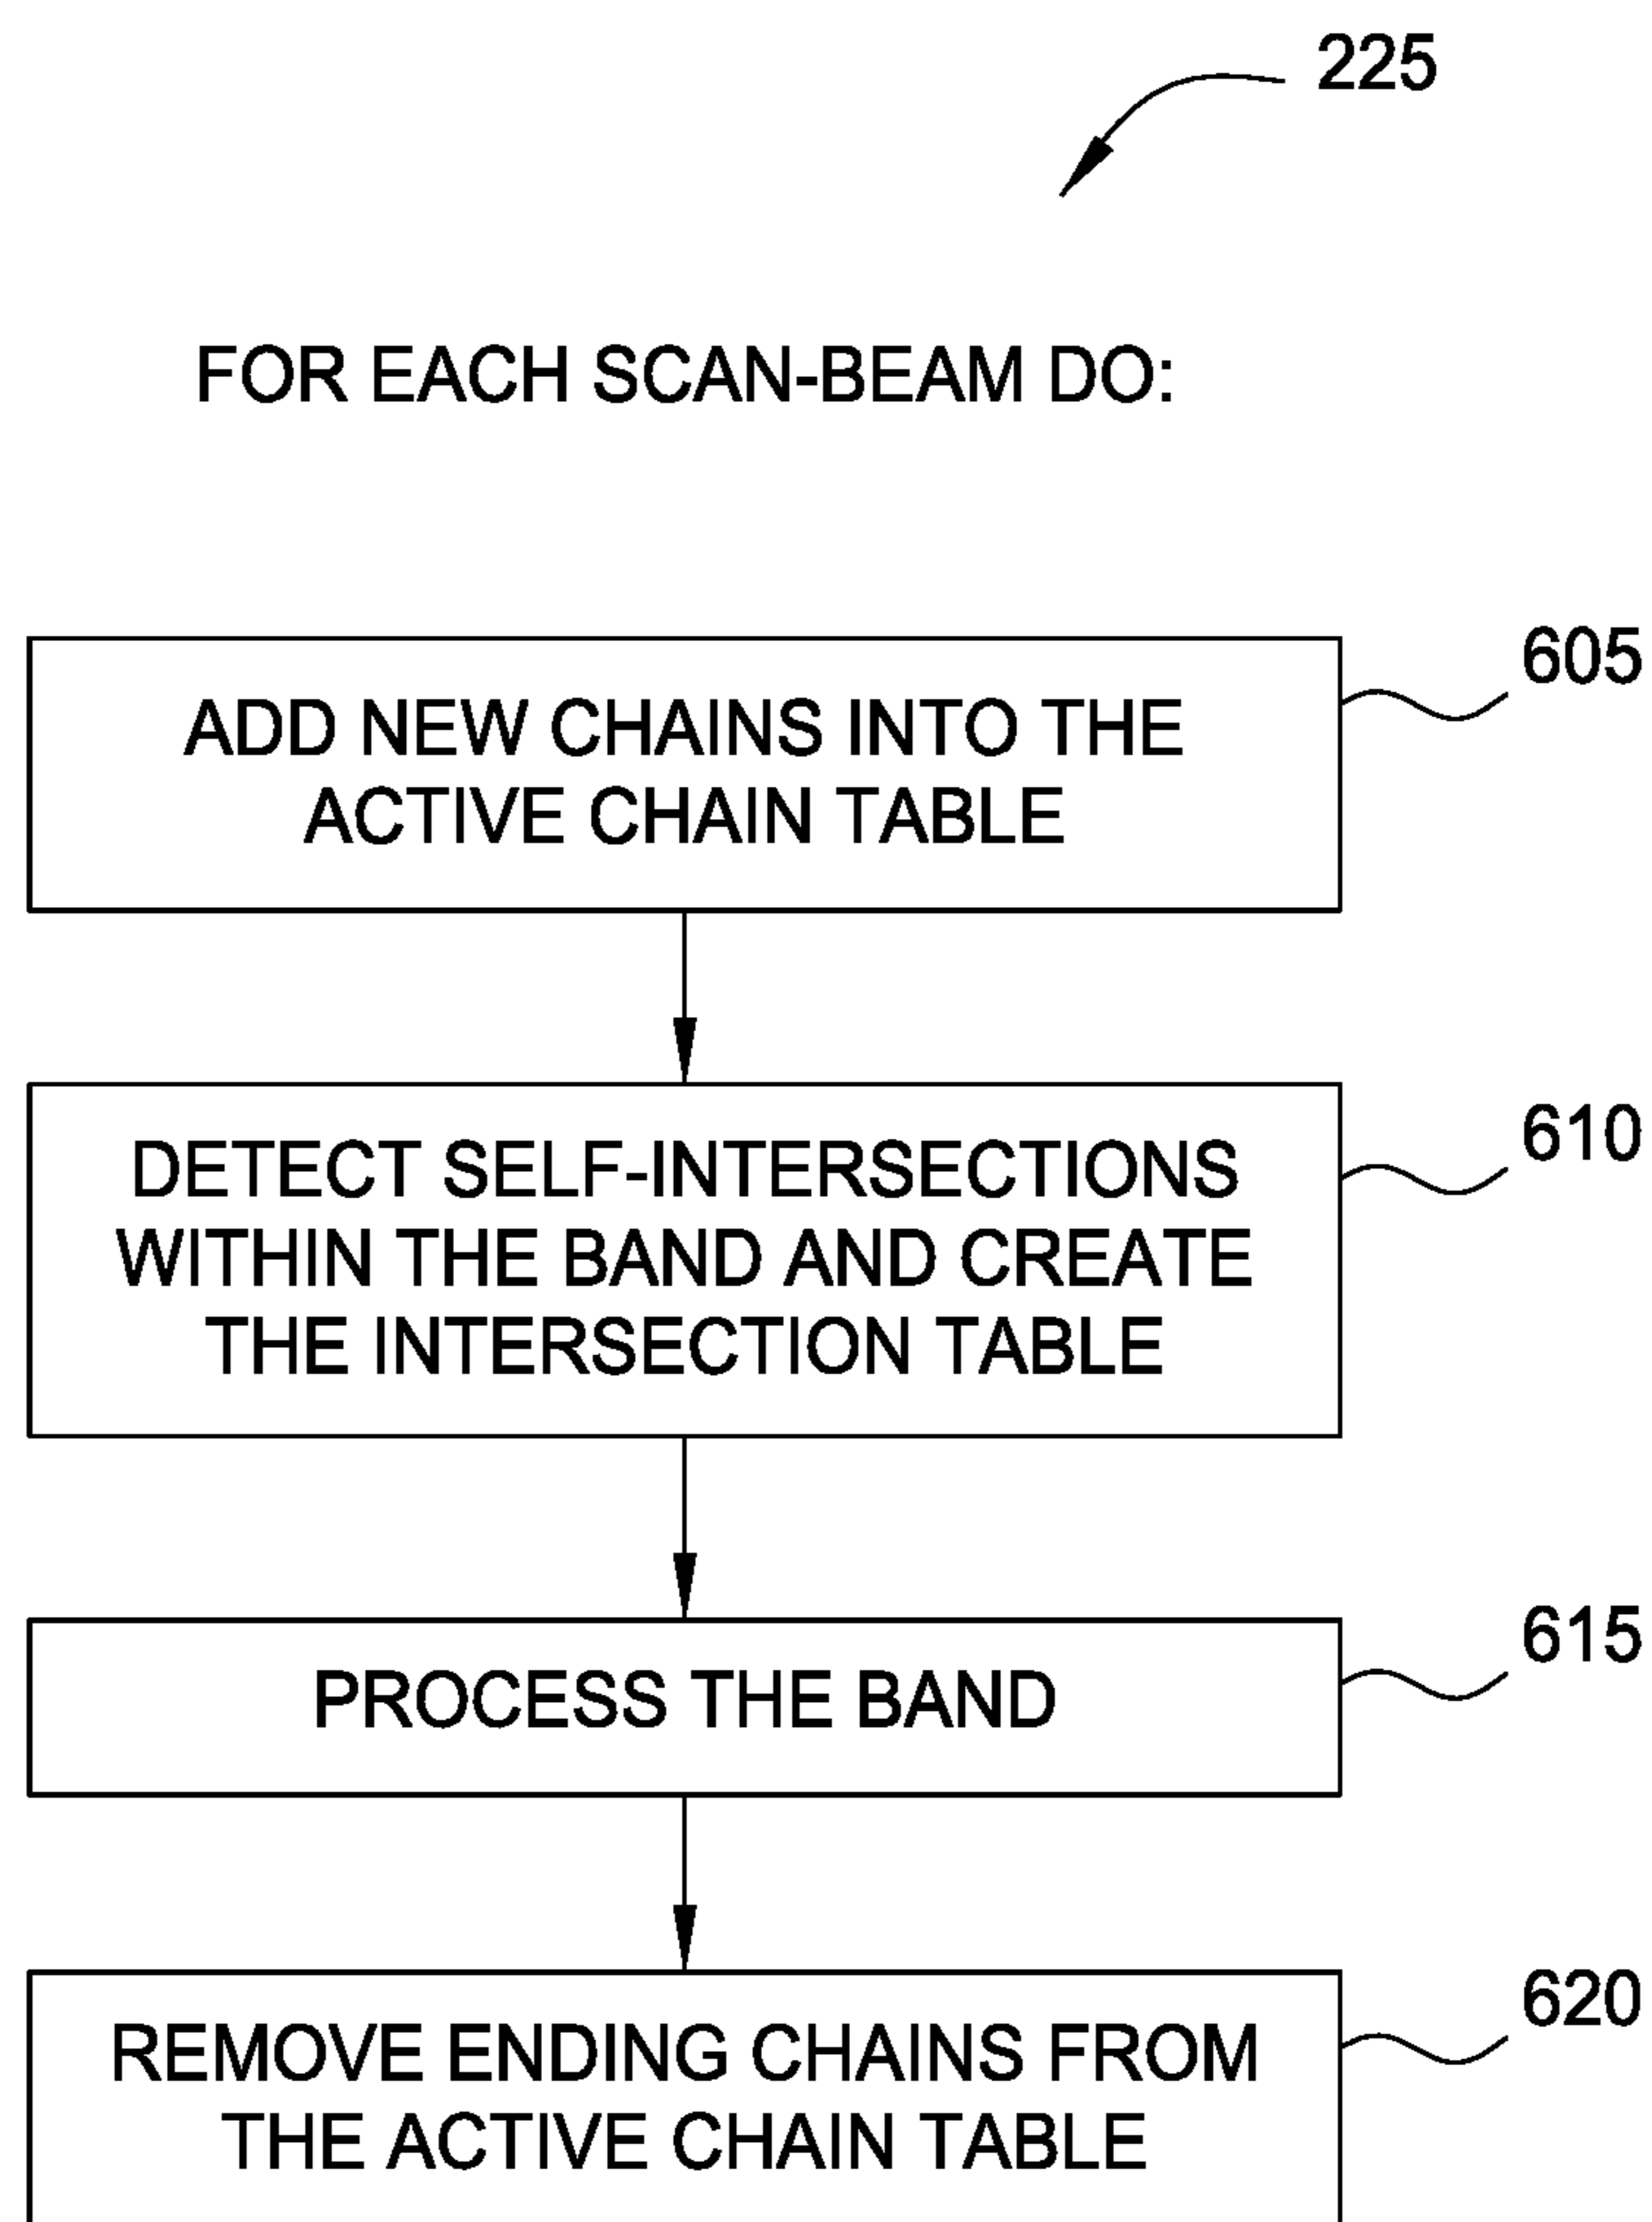 225
FOR EACH SCAN-BEAM DO:
605
ADD NEW CHAINS INTO THE
ACTIVE CHAIN TABLE
610
DETECT SELF-INTERSECTIONS
WITHIN THE BAND AND CREATE
THE INTERSECTION TABLE
615
PROCESS THE BAND
620
REMOVE ENDING CHAINS FROM
THE ACTIVE CHAIN TABLE